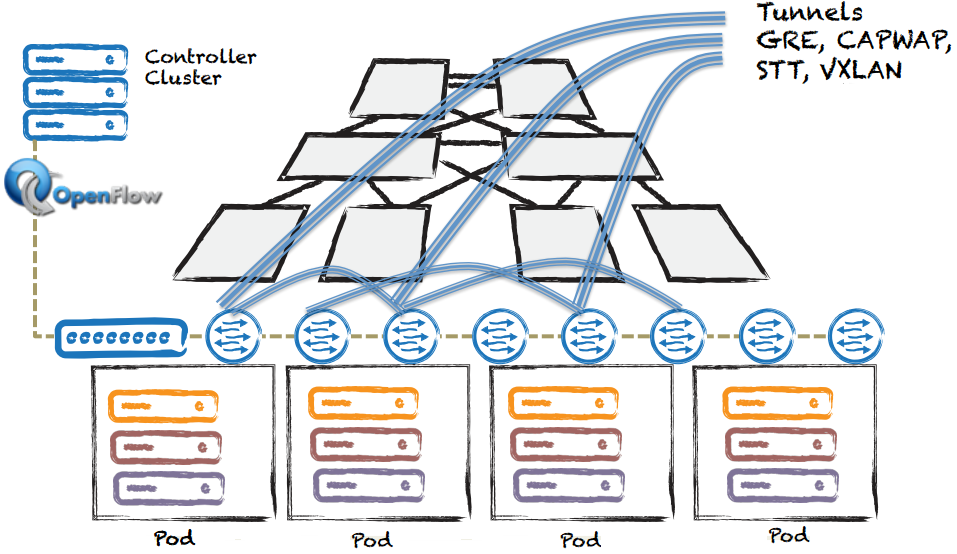 Tunnels
GRE, CAPWAP,
STT, VXLAN
Controller
Cluster
OpenFlow
Pod
Pod
Pod
Pod